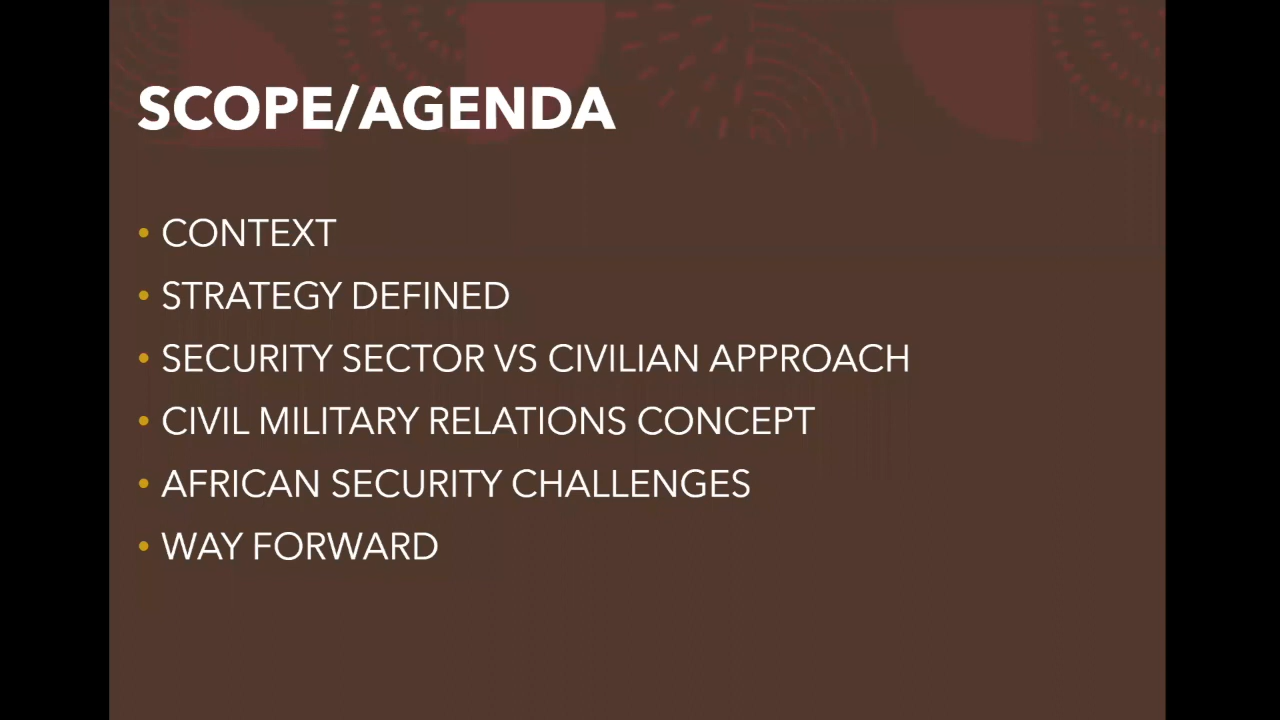 SCOPE/AGENDA
• CONTEXT
• STRATEGY DEFINED
• SECURITY SECTOR VS CIVILIAN APPROACH
• CIVIL MILITARY RELATIONS CONCEPT
• AFRICAN SECURITY CHALLENGES
• WAY FORWARD